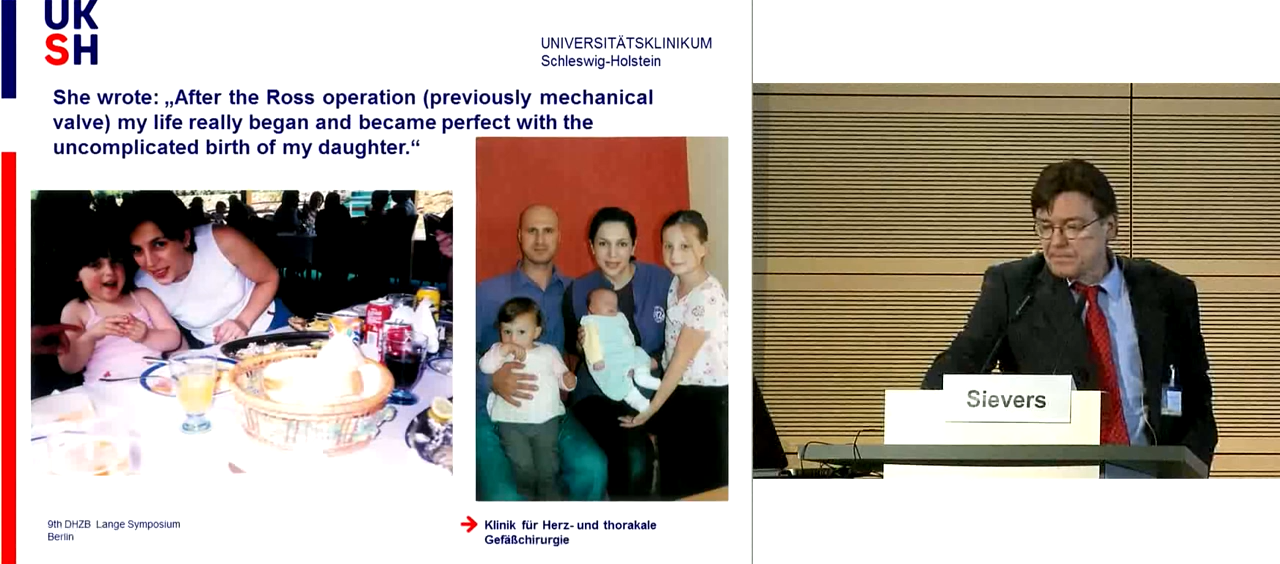 UK
SH
UNIVERSITÄTSKLINIKUM
Schleswig-Holstein
She wrote: „After the Ross operation (previously mechanical
valve) my life really began and became perfect with the
uncomplicated birth of my daughter.“
Sievers
9th DHZB Lange Symposium
Berlin
Klinik für Herz- und thorakale
Gefäßchirurgie